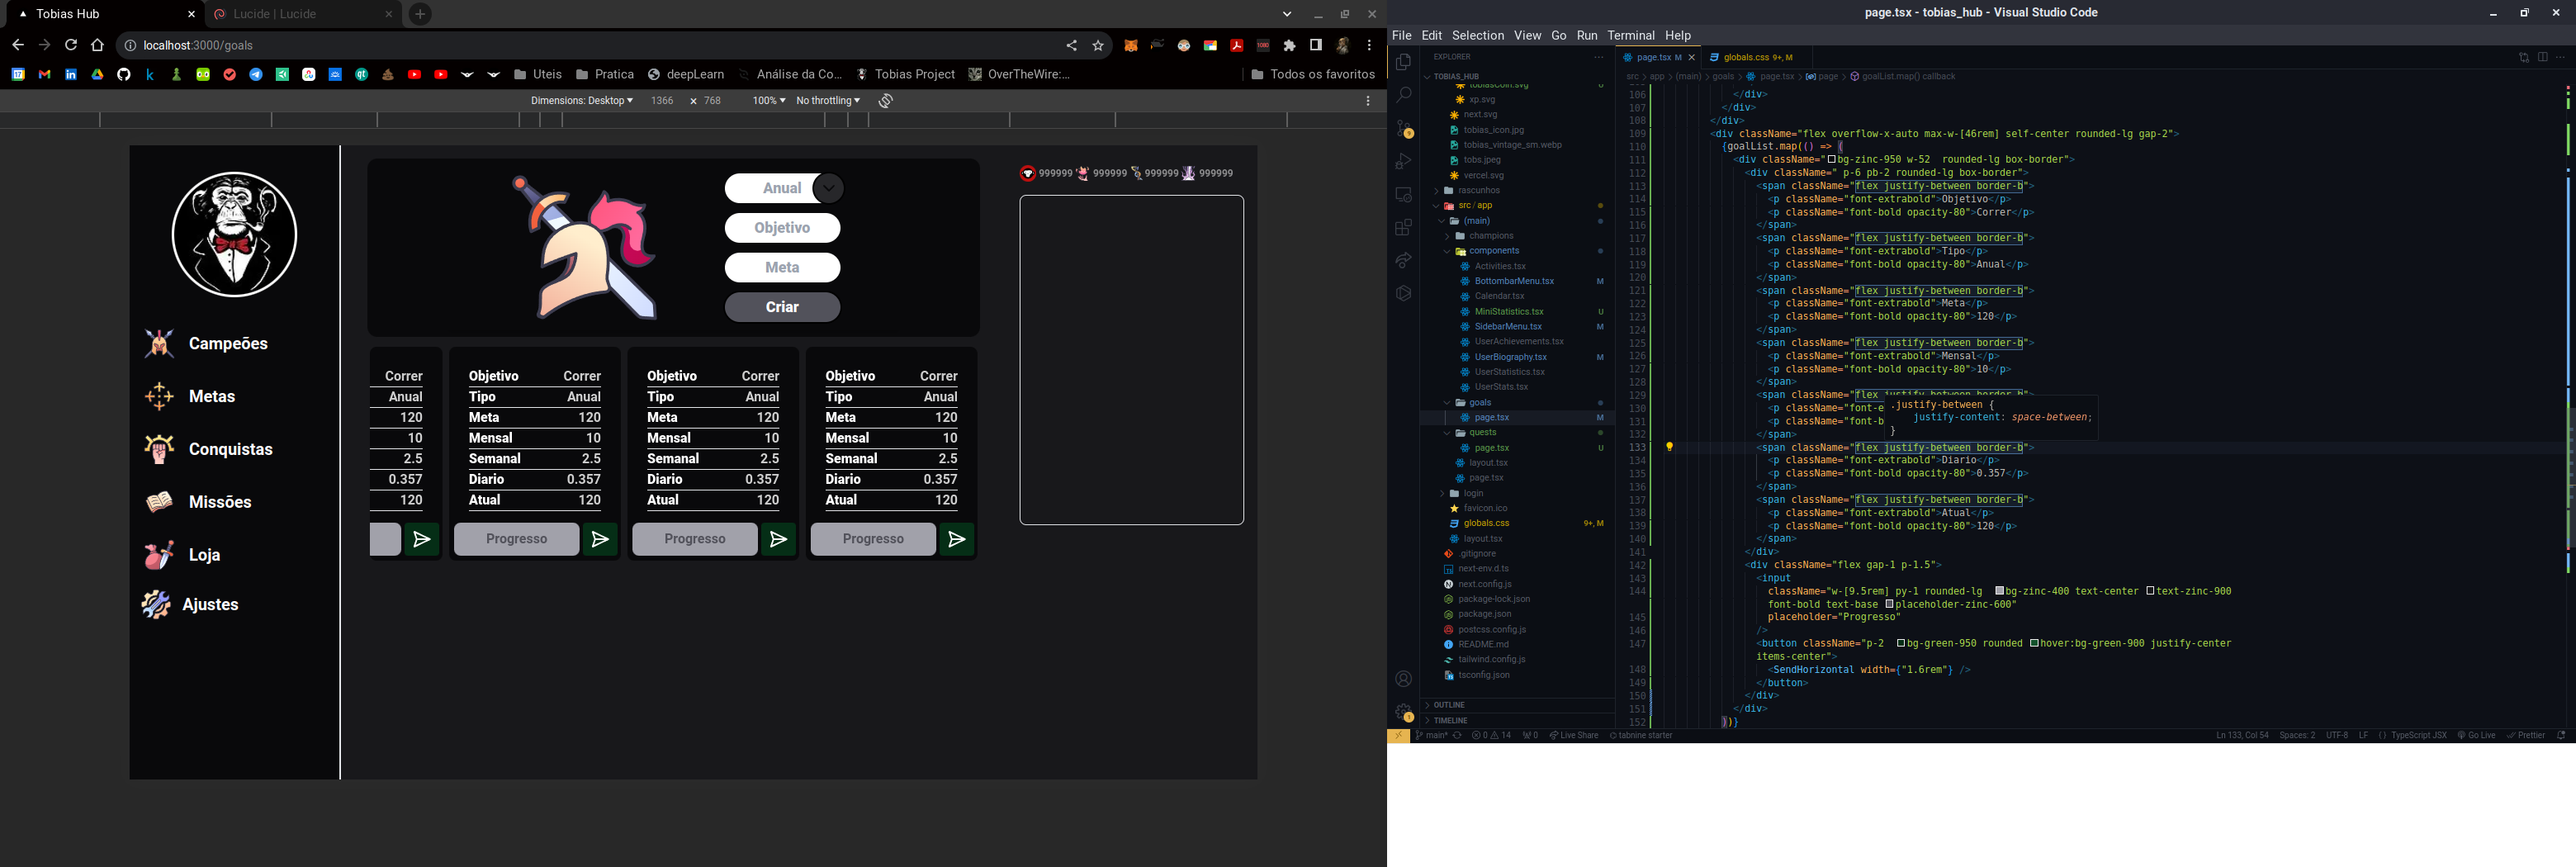 Tobias Hub
Lucide | Lucide
localhost:3000/goals
Uteis
Pratica
deepLearn
Análise da Co...
Tobias Project
OverTheWire:...
Todos os favoritos
Dimensions: Desktop
1366 × 768
100%
No throttling
Campeões
Metas
Conquistas
Missões
Loja
Ajustes
Anual
Objetivo
Meta
Criar
999999 999999 999999 999999
Correr
Anual
120
10
2.5
0.357
120
Objetivo Correr
Tipo Anual
Meta 120
Mensal 10
Semanal 2.5
Diario 0.357
Atual 120
Progresso
Objetivo Correr
Tipo Anual
Meta 120
Mensal 10
Semanal 2.5
Diario 0.357
Atual 120
Progresso
Objetivo Correr
Tipo Anual
Meta 120
Mensal 10
Semanal 2.5
Diario 0.357
Atual 120
Progresso
page.tsx - tobias_hub - Visual Studio Code
File Edit Selection View Go Run Terminal Help
EXPLORER
TOBIAS_HUB
tobiasCoin.svg U
xp.svg
next.svg
tobias_icon.jpg
tobias_vintage_sm.webp
tobs.jpeg
vercel.svg
rascunhos
src / app
(main)
champions
components
Activities.tsx
BottombarMenu.tsx M
Calendar.tsx
MiniStatistics.tsx U
SidebarMenu.tsx M
UserAchievements.tsx
UserBiography.tsx M
UserStatistics.tsx
UserStats.tsx
goals
page.tsx M
quests
page.tsx U
layout.tsx
page.tsx
login
favicon.ico
globals.css 9+, M
layout.tsx
.gitignore
next-env.d.ts
next.config.js
package-lock.json
package.json
postcss.config.js
README.md
tailwind.config.js
tsconfig.json
OUTLINE
TIMELINE
page.tsx M
globals.css 9+, M
src > app > (main) > goals > page.tsx > page > goalList.map() callback
106 </div>
107 </div>
108 </div>
109 <div className="flex overflow-x-auto max-w-[46rem] self-center rounded-lg gap-2">
110 {goalList.map(() => (
111 <div className="bg-zinc-950 w-52  rounded-lg box-border">
112 <div className=" p-6 pb-2 rounded-lg box-border">
113 <span className="flex justify-between border-b">
114 <p className="font-extrabold">Objetivo</p>
115 <p className="font-bold opacity-80">Correr</p>
116 </span>
117 <span className="flex justify-between border-b">
118 <p className="font-extrabold">Tipo</p>
119 <p className="font-bold opacity-80">Anual</p>
120 </span>
121 <span className="flex justify-between border-b">
122 <p className="font-extrabold">Meta</p>
123 <p className="font-bold opacity-80">120</p>
124 </span>
125 <span className="flex justify-between border-b">
126 <p className="font-extrabold">Mensal</p>
127 <p className="font-bold opacity-80">10</p>
128 </span>
129 <span className="flex justify-between border-b">
130 <p className="font-e
131 <p className="font-b
.justify-between {
justify-content: space-between;
}
132 </span>
133 <span className="flex justify-between border-b">
134 <p className="font-extrabold">Diario</p>
135 <p className="font-bold opacity-80">0.357</p>
136 </span>
137 <span className="flex justify-between border-b">
138 <p className="font-extrabold">Atual</p>
139 <p className="font-bold opacity-80">120</p>
140 </span>
141 </div>
142 <div className="flex gap-1 p-1.5">
143 <input
144 className="w-[9.5rem] py-1 rounded-lg  bg-zinc-400 text-center text-zinc-900
font-bold text-base placeholder-zinc-600"
145 placeholder="Progresso"
146 />
147 <button className="p-2  bg-green-950 rounded hover:bg-green-900 justify-center
items-center">
148 <SendHorizontal width={"1.6rem"} />
149 </button>
150 </div>
151 </div>
152 ))}
main* 0 14 0 Live Share tabnine starter
Ln 133, Col 54 Spaces: 2 UTF-8 LF TypeScript JSX Go Live Prettier